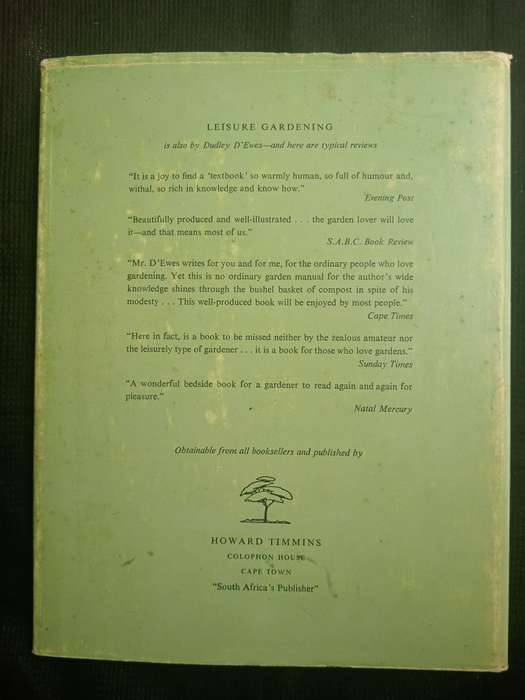 LEISURE GARDENING
is also by Dudley D'Ewes—and here are typical reviews
“It is a joy to find a ‘textbook’ so warmly human, so full of humour and,
withal, so rich in knowledge and know how.”
Evening Post
“Beautifully produced and well-illustrated . . . the garden lover will love
it—and that means most of us.”
S.A.B.C. Book Review
“Mr. D'Ewes writes for you and for me, for the ordinary people who love
gardening. Yet this is no ordinary garden manual for the author's wide
knowledge shines through the bushel basket of compost in spite of his
modesty . . . This well-produced book will be enjoyed by most people.”
Cape Times
“Here in fact, is a book to be missed neither by the zealous amateur nor
the leisurely type of gardener . . . it is a book for those who love gardens.”
Sunday Times
“A wonderful bedside book for a gardener to read again and again for
pleasure.”
Natal Mercury
Obtainable from all booksellers and published by
HOWARD TIMMINS
COLOPHON HOUSE
CAPE TOWN
“South Africa's Publisher”